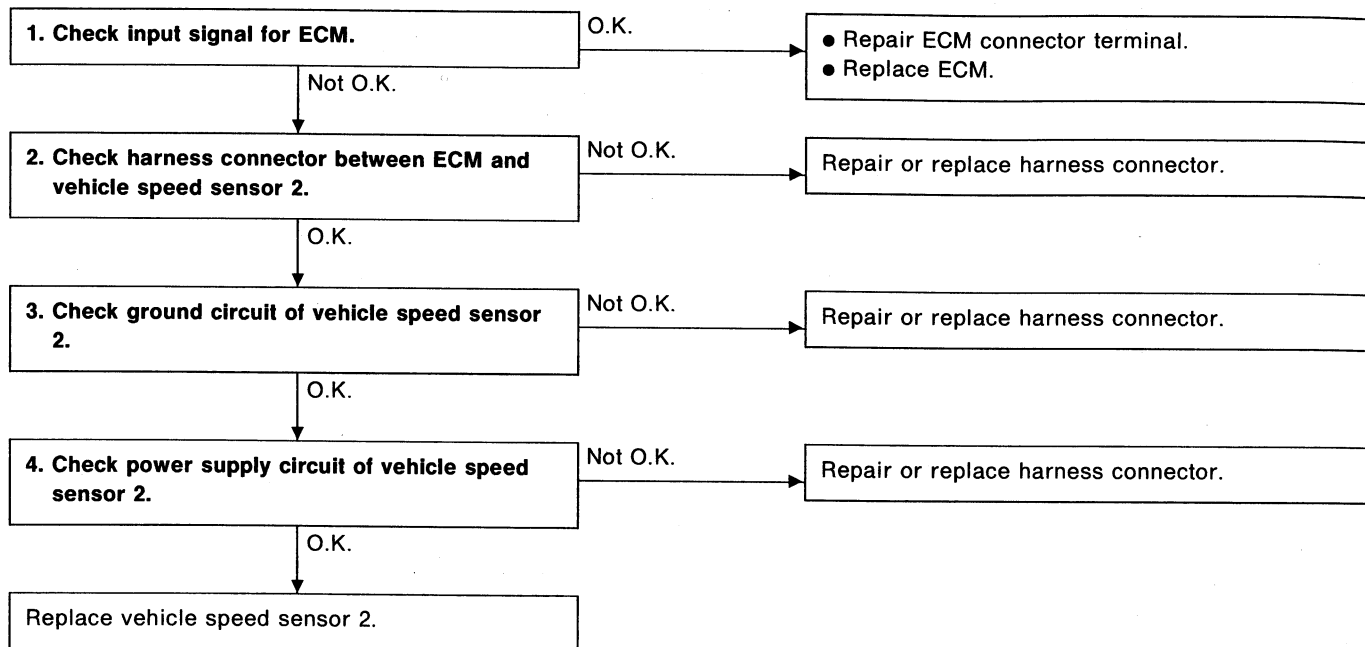 1. Check input signal for ECM.
O.K.
● Repair ECM connector terminal.
● Replace ECM.
Not O.K.
2. Check harness connector between ECM and
vehicle speed sensor 2.
Not O.K.
Repair or replace harness connector.
O.K.
3. Check ground circuit of vehicle speed sensor
2.
Not O.K.
Repair or replace harness connector.
O.K.
4. Check power supply circuit of vehicle speed
sensor 2.
Not O.K.
Repair or replace harness connector.
O.K.
Replace vehicle speed sensor 2.